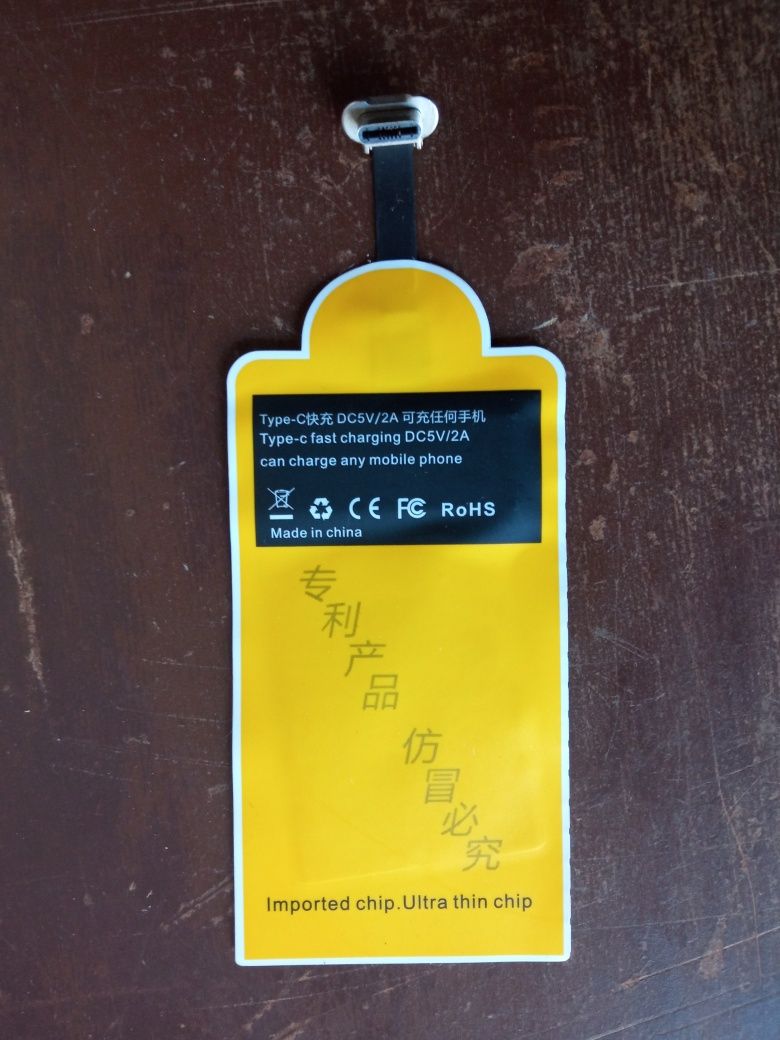 Type-C快充 DC5V/2A 可充任何手机
Type-c fast charging DC5V/2A
can charge any mobile phone
CE FC RoHS
Made in china
专利产品
仿冒必究
Imported chip.Ultra thin chip